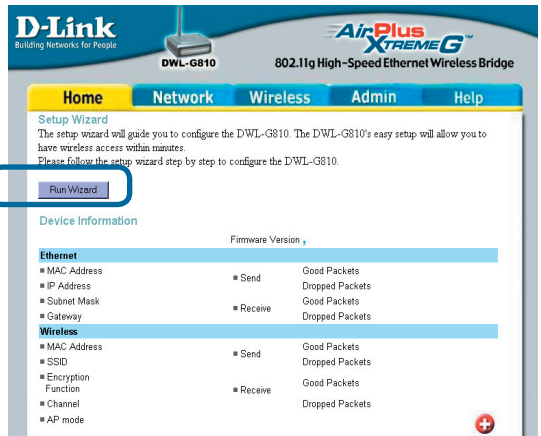 D-Link
Building Networks for People
DWL-G810
AirPlus
XTREME G™
802.11g High-Speed Ethernet Wireless Bridge
Home Network Wireless Admin Help
Setup Wizard
The setup wizard will guide you to configure the DWL-G810. The DWL-G810's easy setup will allow you to
have wireless access within minutes.
Please follow the setup wizard step by step to configure the DWL-G810.
Run Wizard
Device Information
Firmware Version ,
Ethernet
MAC Address
IP Address
Subnet Mask
Gateway
Send
Good Packets
Dropped Packets
Receive
Good Packets
Dropped Packets
Wireless
MAC Address
SSID
Encryption
Function
Channel
AP mode
Send
Good Packets
Dropped Packets
Receive
Good Packets
Dropped Packets